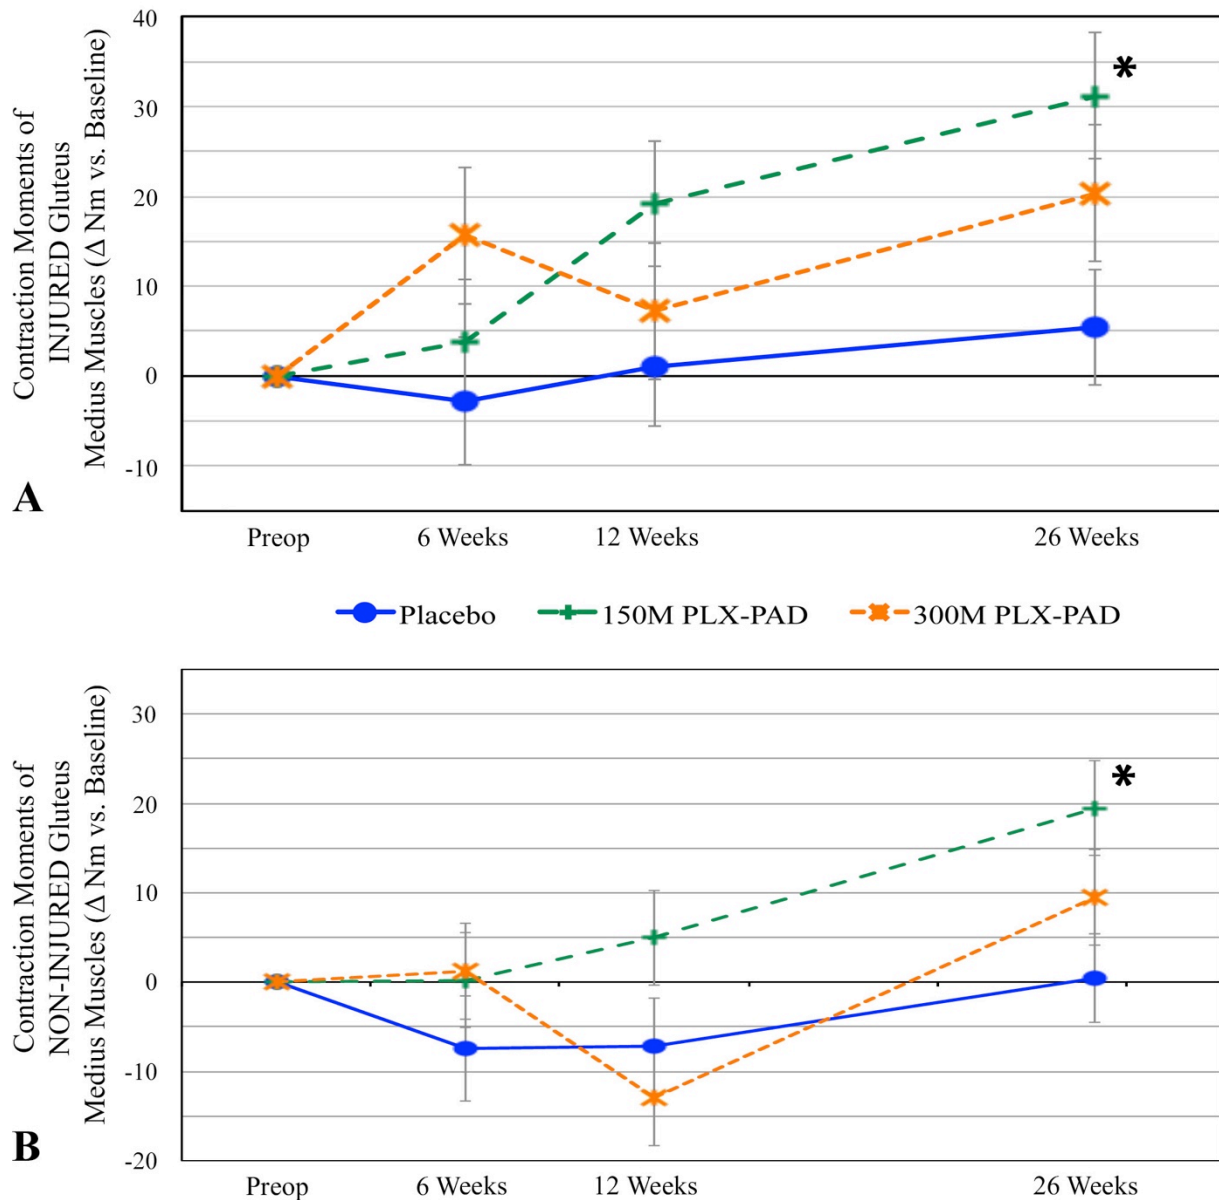 40
30
20
10
0
-10
Contraction Moments of
INJURED Gluteus
Medius Muscles (Δ Nm vs. Baseline)
*
A
Preop 6 Weeks 12 Weeks 26 Weeks
Placebo 150M PLX-PAD 300M PLX-PAD
30
20
10
0
-10
-20
Contraction Moments of
NON-INJURED Gluteus
Medius Muscles (Δ Nm vs. Baseline)
*
B
Preop 6 Weeks 12 Weeks 26 Weeks